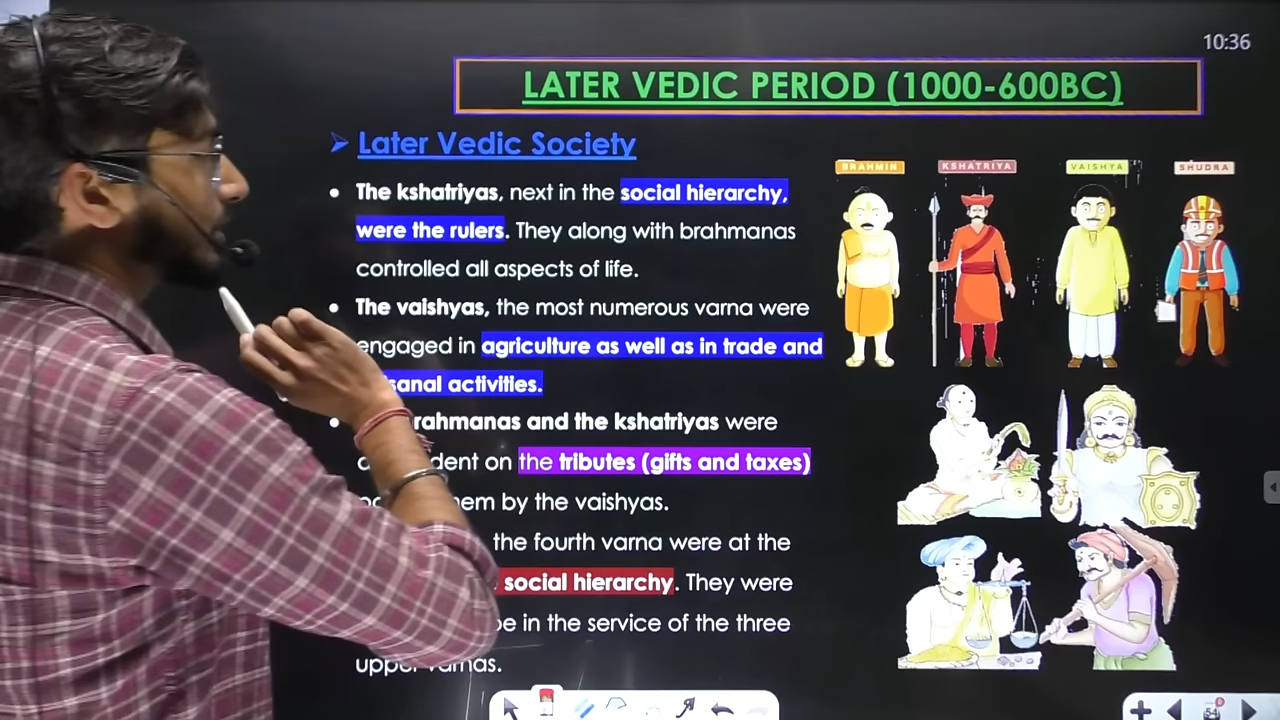 10:36
LATER VEDIC PERIOD (1000-600BC)
Later Vedic Society
BRAHMIN KSHATRIYA VAISHYA SHUDRA
• The kshatriyas, next in the social hierarchy,
were the rulers. They along with brahmanas
controlled all aspects of life.
• The vaishyas, the most numerous varna were
engaged in agriculture as well as in trade and
sanal activities.
• rahmanas and the kshatriyas were
dent on the tributes (gifts and taxes)
em by the vaishyas.
the fourth varna were at the
social hierarchy. They were
be in the service of the three
upper varnas.
54